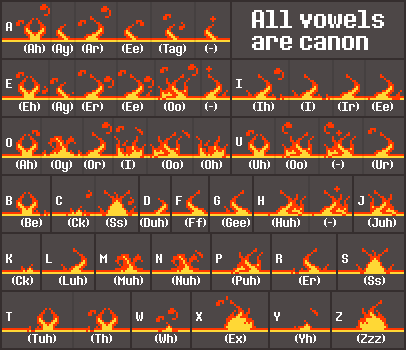 All vowels
are canon
A (Ah) (Ay) (Ar) (Ee) (Tag) (-)
E (Eh) (Ay) (Er) (Ee) (Oo) (-)
I (Ih) (I) (Ir) (Ee)
O (Ah) (Oy) (Or) (I) (Oo) (Oh)
U (Uh) (Oo) (-) (Ur)
B (Be)
C (Ck) (Ss)
D (Duh)
F (Ff)
G (Gee)
H (Huh) (-)
J (Juh)
K (Ck)
L (Luh)
M (Muh)
N (Nuh)
P (Puh)
R (Er)
S (Ss)
T (Tuh) (Th)
W (Wh)
X (Ex)
Y (Yh)
Z (Zzz)